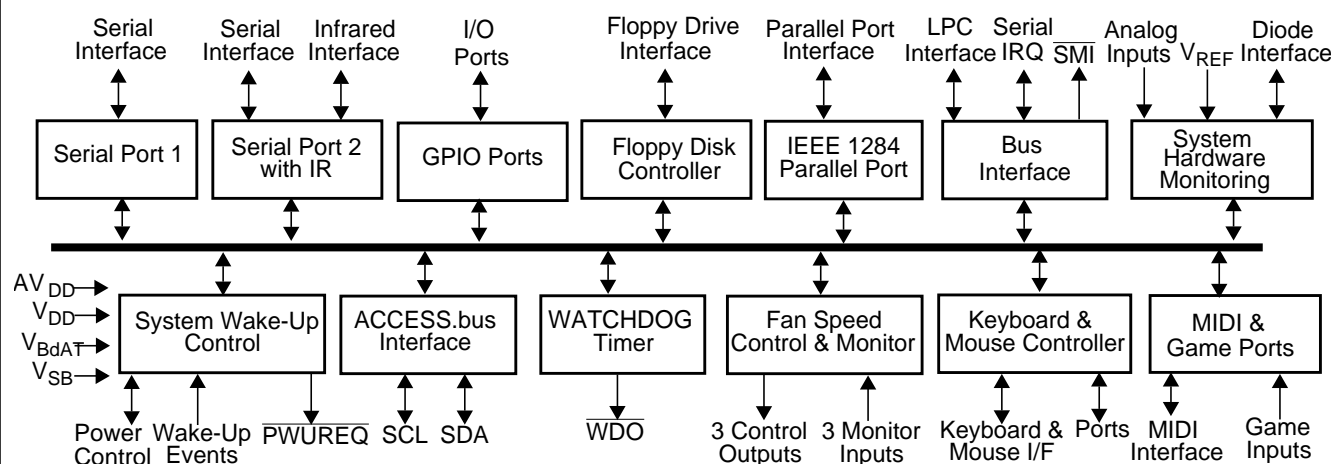 Serial
Interface
Serial
Interface
Infrared
Interface
I/O
Ports
Floppy Drive
Interface
Parallel Port
Interface
LPC
Interface
Serial
IRQ
SMI
Analog
Inputs
VREF
Diode
Interface
Serial Port 1
Serial Port 2
with IR
GPIO Ports
Floppy Disk
Controller
IEEE 1284
Parallel Port
Bus
Interface
System
Hardware
Monitoring
AVDD
VDD
VBdAT
VSB
System Wake-Up
Control
ACCESS.bus
Interface
WATCHDOG
Timer
Fan Speed
Control & Monitor
Keyboard &
Mouse Controller
MIDI &
Game Ports
Power
Control
Wake-Up
Events
PWUREQ
SCL
SDA
WDO
3 Control
Outputs
3 Monitor
Inputs
Keyboard &
Mouse I/F
Ports
MIDI
Interface
Game
Inputs